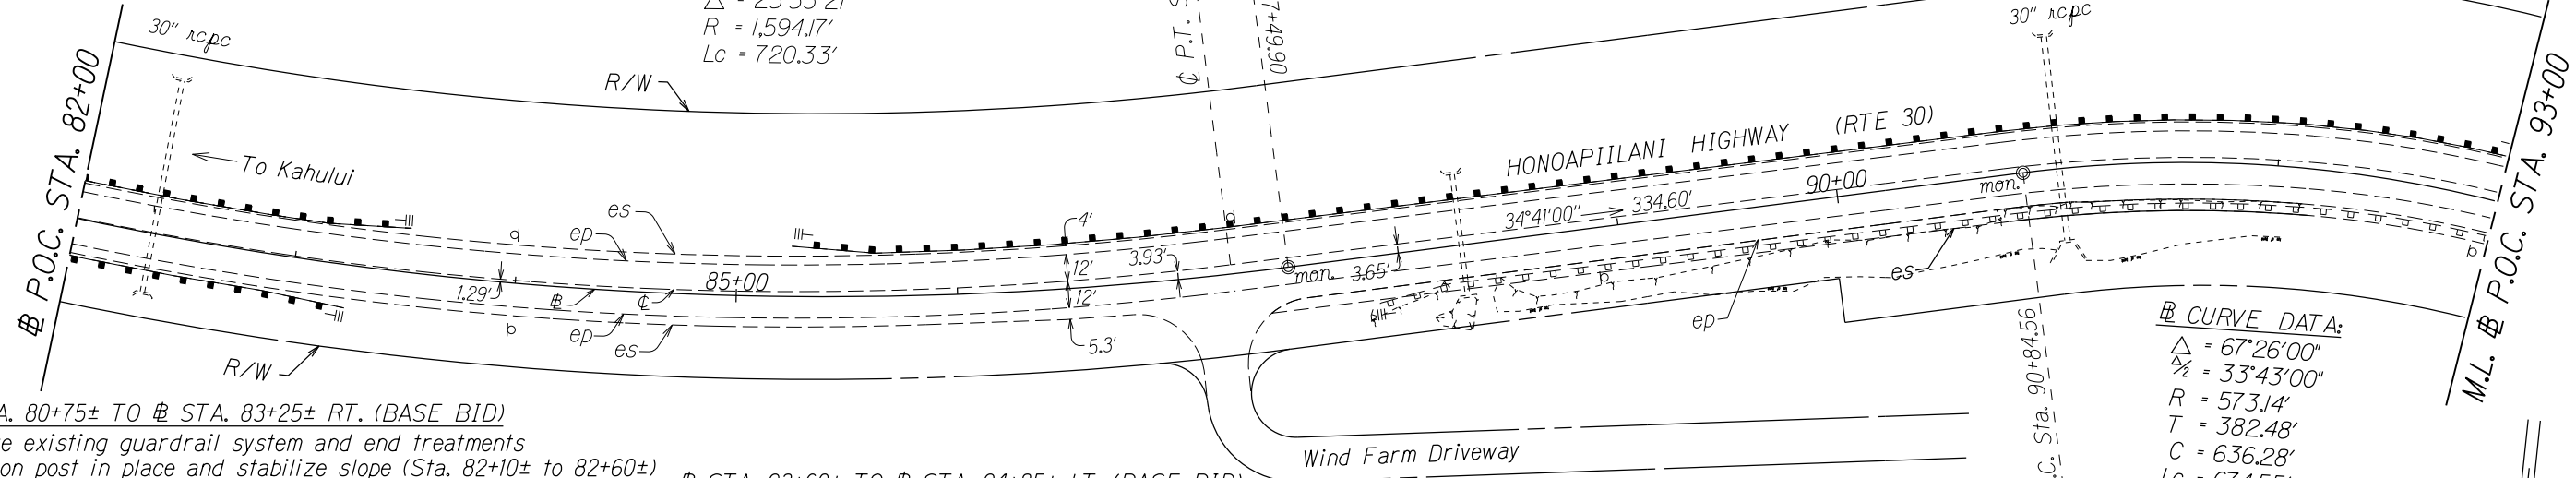 Δ = 25°53'21"
R = 1,594.17'
Lc = 720.33'
30" rcpc
R/W
℄ P.T. S
7+49.90
30" rcpc
B P.O.C. STA. 82+00
To Kahului
es
ep
4'
HONOAPIILANI HIGHWAY (RTE 30)
M.L. B P.O.C. STA. 93+00
12'
3.93'
34°41'00" 334.60'
90+00
mon.
1.29'
B
℄
85+00
12'
mon.
3.65'
es
ep
es
5.3'
ep
R/W
C. Sta. 90+84.56
B CURVE DATA:
Δ = 67°26'00"
Δ/2 = 33°43'00"
R = 573.14'
T = 382.48'
C = 636.28'
A. 80+75± TO B STA. 83+25± RT. (BASE BID)
e existing guardrail system and end treatments
on post in place and stabilize slope (Sta. 82+10± to 82+60±)
Wind Farm Driveway